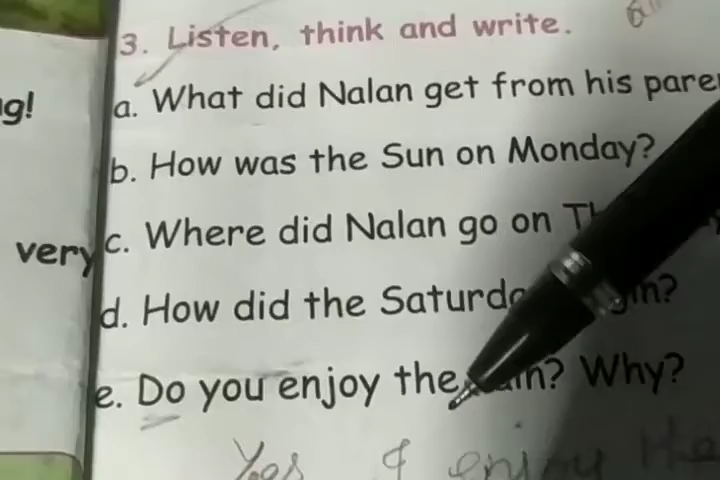 3. Listen, think and write.
a. What did Nalan get from his pare
g!
b. How was the Sun on Monday?
c. Where did Nalan go on
very
d. How did the
e. Do you enjoy the Why?
Yes I enjoy